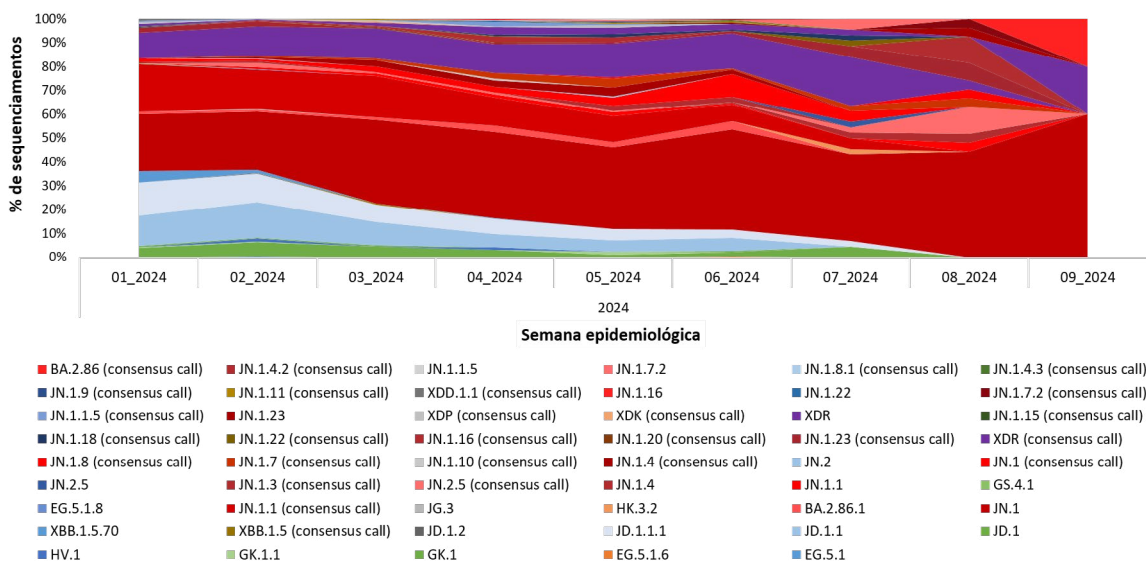 100%
90%
80%
70%
60%
50%
40%
30%
20%
10%
0%
% de sequenciamentos
01_2024 02_2024 03_2024 04_2024 05_2024 06_2024 07_2024 08_2024 09_2024
2024
Semana epidemiológica
BA.2.86 (consensus call) JN.1.4.2 (consensus call) JN.1.1.5 JN.1.7.2 JN.1.8.1 (consensus call) JN.1.4.3 (consensus call)
JN.1.9 (consensus call) JN.1.11 (consensus call) XDD.1.1 (consensus call) JN.1.16 JN.1.22 JN.1.7.2 (consensus call)
JN.1.1.5 (consensus call) JN.1.23 XDP (consensus call) XDK (consensus call) XDR JN.1.15 (consensus call)
JN.1.18 (consensus call) JN.1.22 (consensus call) JN.1.16 (consensus call) JN.1.20 (consensus call) JN.1.23 (consensus call) XDR (consensus call)
JN.1.8 (consensus call) JN.1.7 (consensus call) JN.1.10 (consensus call) JN.1.4 (consensus call) JN.2 JN.1 (consensus call)
JN.2.5 JN.1.3 (consensus call) JN.2.5 (consensus call) JN.1.4 JN.1.1 GS.4.1
EG.5.1.8 JN.1.1 (consensus call) JG.3 HK.3.2 BA.2.86.1 JN.1
XBB.1.5.70 XBB.1.5 (consensus call) JD.1.2 JD.1.1.1 JD.1.1 JD.1
HV.1 GK.1.1 GK.1 EG.5.1.6 EG.5.1